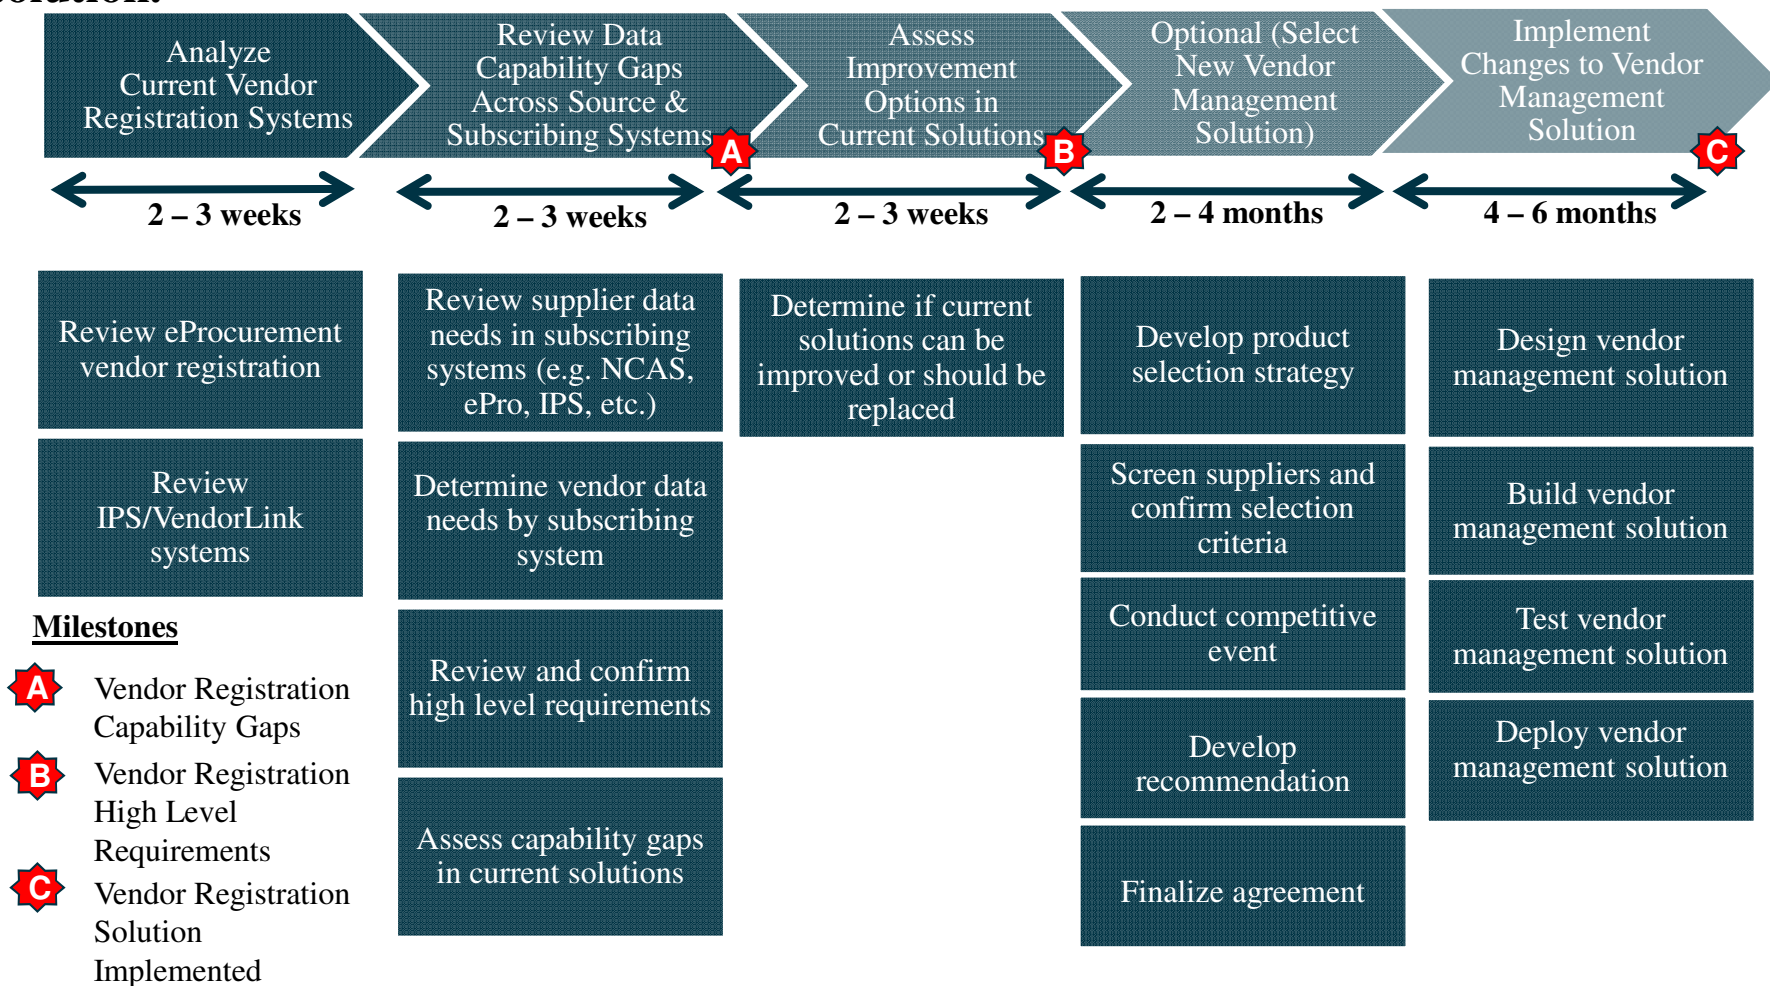 solution.
Analyze
Current Vendor
Registration Systems
Review Data
Capability Gaps
Across Source &
Subscribing Systems
A
Assess
Improvement
Options in
Current Solutions
B
Optional (Select
New Vendor
Management
Solution)
Implement
Changes to Vendor
Management
Solution
C
2 – 3 weeks
2 – 3 weeks
2 – 3 weeks
2 – 4 months
4 – 6 months
Review eProcurement
vendor registration
Review
IPS/VendorLink
systems
Review supplier data
needs in subscribing
systems (e.g. NCAS,
ePro, IPS, etc.)
Determine vendor data
needs by subscribing
system
Review and confirm
high level requirements
Assess capability gaps
in current solutions
Determine if current
solutions can be
improved or should be
replaced
Develop product
selection strategy
Screen suppliers and
confirm selection
criteria
Conduct competitive
event
Develop
recommendation
Finalize agreement
Design vendor
management solution
Build vendor
management solution
Test vendor
management solution
Deploy vendor
management solution
Milestones
A Vendor Registration
Capability Gaps
B Vendor Registration
High Level
Requirements
C Vendor Registration
Solution
Implemented